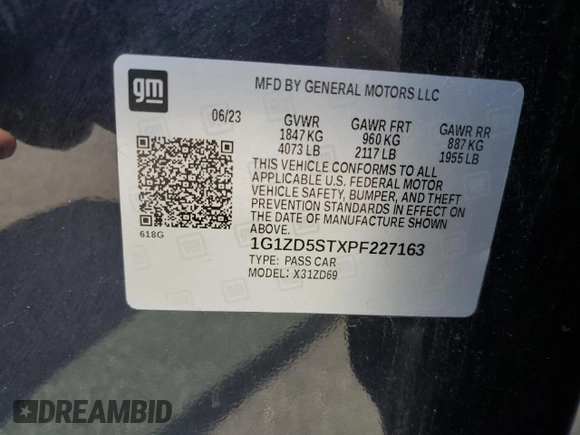 gm
MFD BY GENERAL MOTORS LLC
06/23 GVWR GAWR FRT GAWR RR
1847 KG 960 KG 887 KG
4073 LB 2117 LB 1955 LB
THIS VEHICLE CONFORMS TO ALL
APPLICABLE U.S. FEDERAL MOTOR
VEHICLE SAFETY, BUMPER, AND THEFT
PREVENTION STANDARDS IN EFFECT ON
THE DATE OF MANUFACTURE SHOWN
ABOVE.
618G
1G1ZD5STXPF227163
TYPE: PASS CAR
MODEL: X31ZD69
DREAMBID